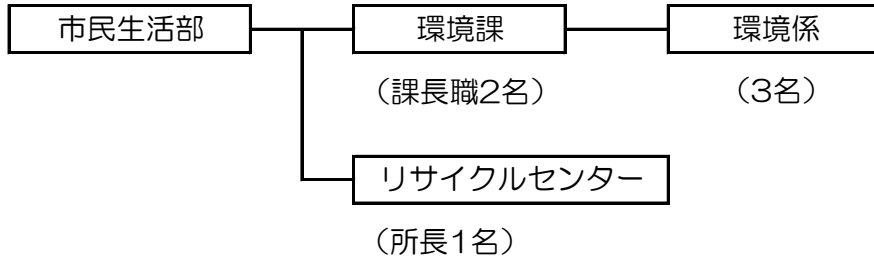 市民生活部 環境課 環境係
（課長職2名） （3名）
リサイクルセンター
（所長1名）